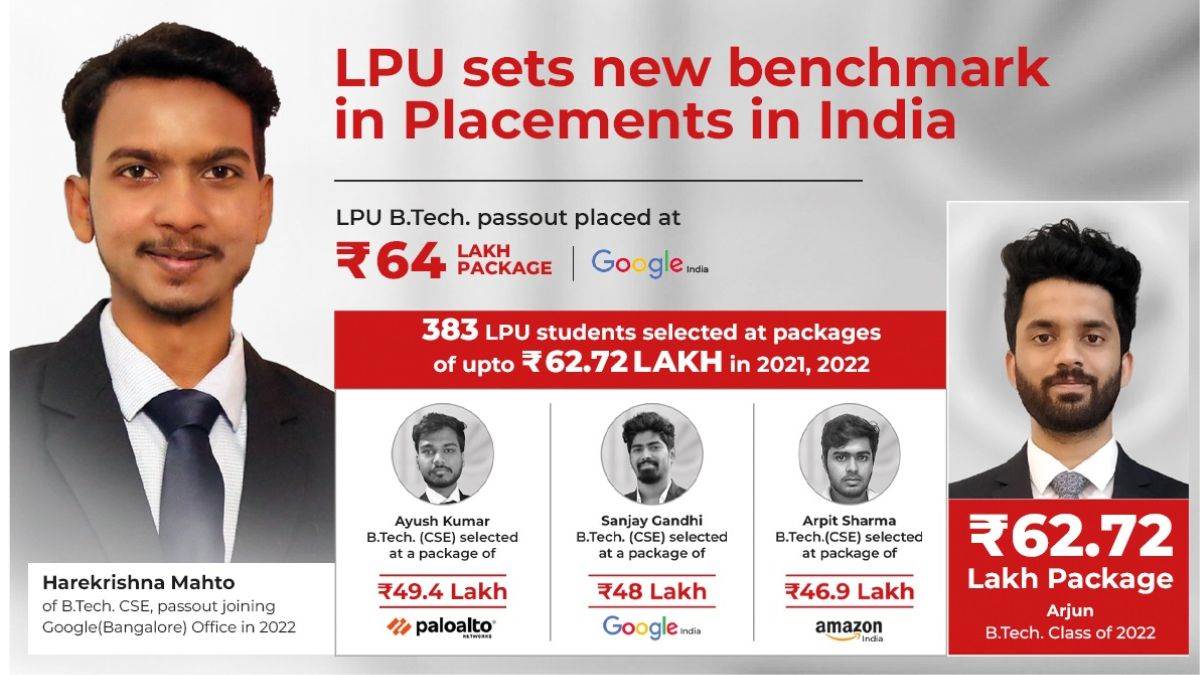 LPU sets new benchmark
in Placements in India
LPU B.Tech. passout placed at
₹64 LAKH
PACKAGE
Google India
383 LPU students selected at packages
of upto ₹62.72 LAKH in 2021, 2022
Ayush Kumar
B.Tech. (CSE) selected
at a package of
₹49.4 Lakh
paloalto
NETWORKS
Sanjay Gandhi
B.Tech. (CSE) selected
at a package of
₹48 Lakh
Google India
Arpit Sharma
B.Tech.(CSE) selected
at package of
₹46.9 Lakh
amazon
India
Harekrishna Mahto
of B.Tech. CSE, passout joining
Google(Bangalore) Office in 2022
₹62.72
Lakh Package
Arjun
B.Tech. Class of 2022